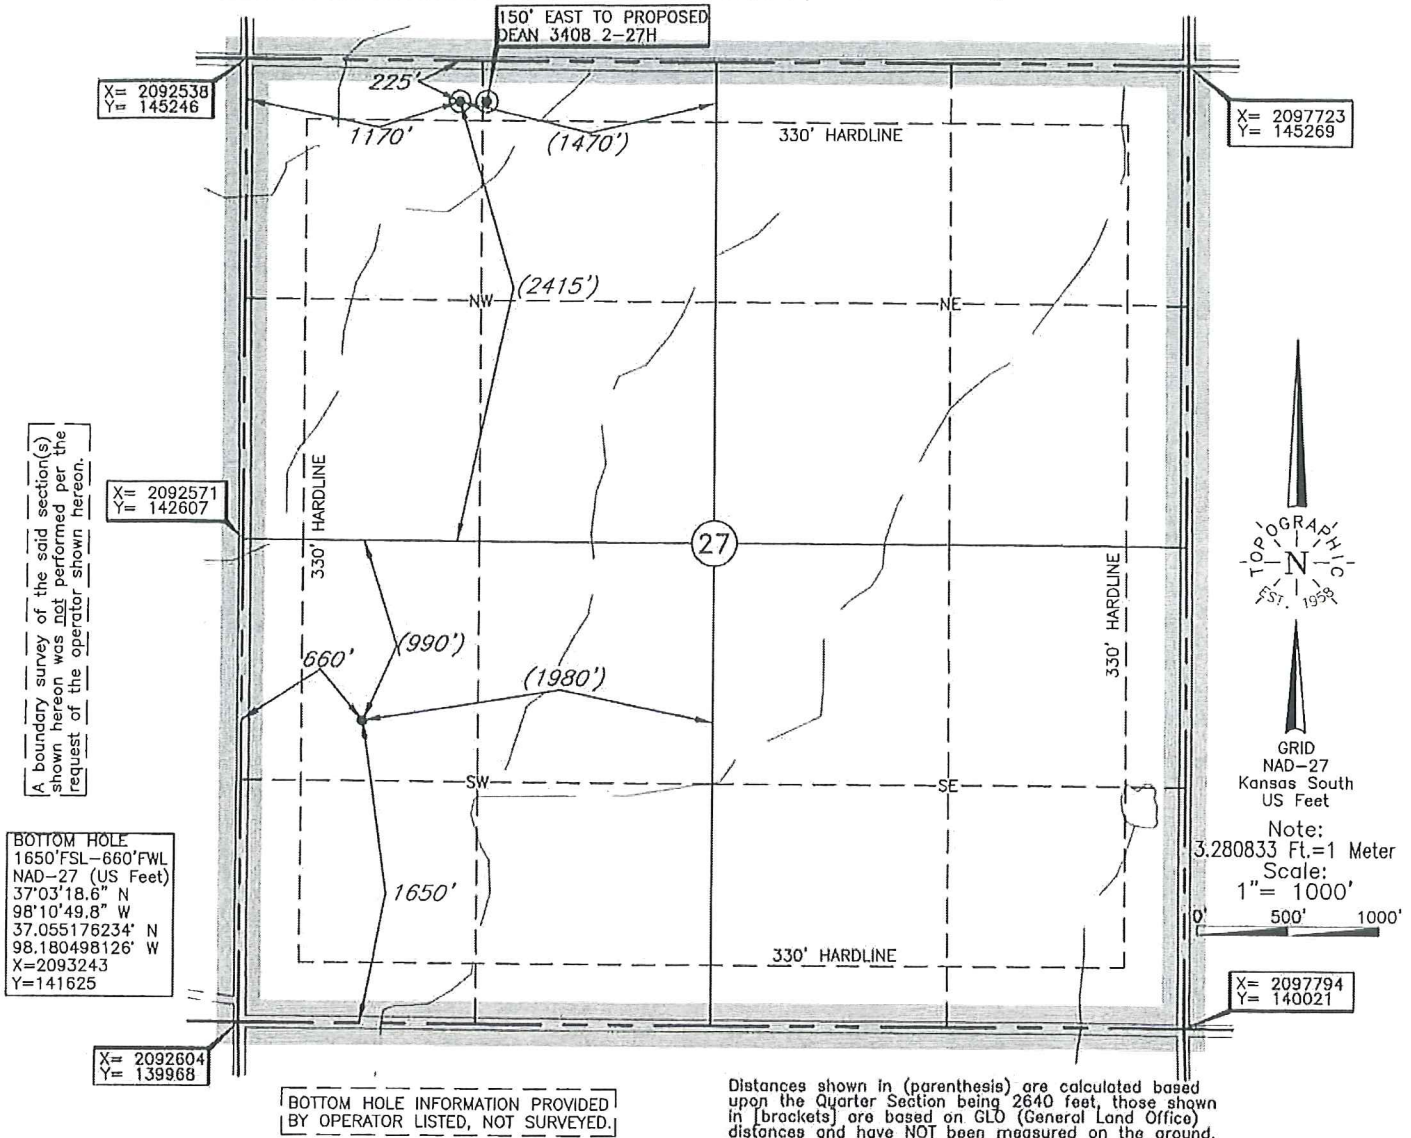 150' EAST TO PROPOSED
DEAN 3408 2-27H
X= 2092538
Y= 145246
225'
X= 2097723
Y= 145269
1170'
(1470')
330' HARDLINE
(2415')
NW
NE
A boundary survey of the said section(s)
shown hereon was not performed per the
request of the operator shown hereon.
X= 2092571
Y= 142607
330' HARDLINE
27
330' HARDLINE
TOPOGRAPHIC
N
EST. 1958
660'
(990')
(1980')
SW
SE
GRID
NAD-27
Kansas South
US Feet
Note:
3.280833 Ft.=1 Meter
Scale:
1"= 1000'
0' 500' 1000'
BOTTOM HOLE
1650'FSL-660'FWL
NAD-27 (US Feet)
37°03'18.6" N
98°10'49.8" W
37.055176234° N
98.180498126° W
X=2093243
Y=141625
1650'
330' HARDLINE
X= 2097794
Y= 140021
X= 2092604
Y= 139968
BOTTOM HOLE INFORMATION PROVIDED
BY OPERATOR LISTED, NOT SURVEYED.
Distances shown in (parenthesis) are calculated based
upon the Quarter Section being 2640 feet, those shown
in [brackets] are based on GLO (General Land Office)
distances and have NOT been measured on the ground.